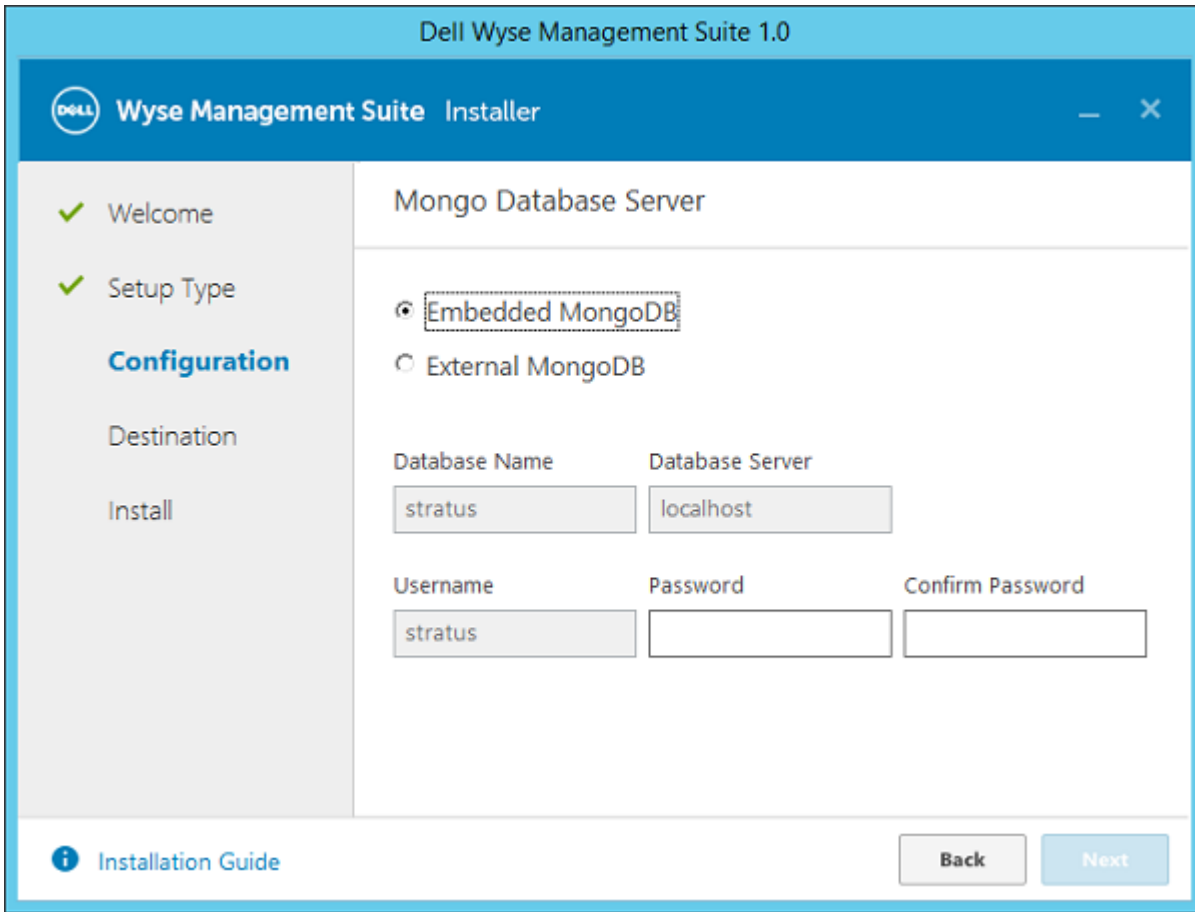 Dell Wyse Management Suite 1.0
DELL Wyse Management Suite Installer
Welcome
Setup Type
Configuration
Destination
Install
Mongo Database Server
Embedded MongoDB
External MongoDB
Database Name Database Server
stratus localhost
Username Password Confirm Password
stratus
Installation Guide
Back Next